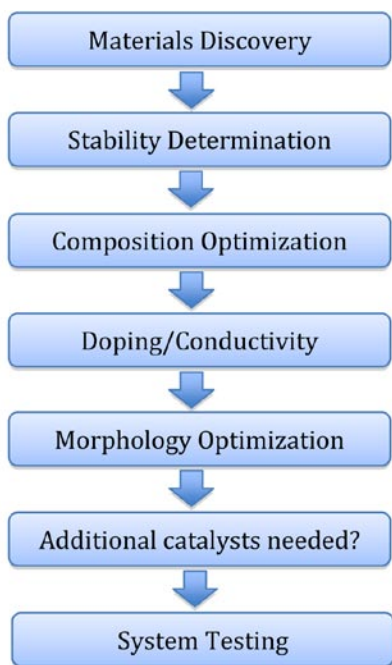 Materials Discovery
Stability Determination
Composition Optimization
Doping/Conductivity
Morphology Optimization
Additional catalysts needed?
System Testing